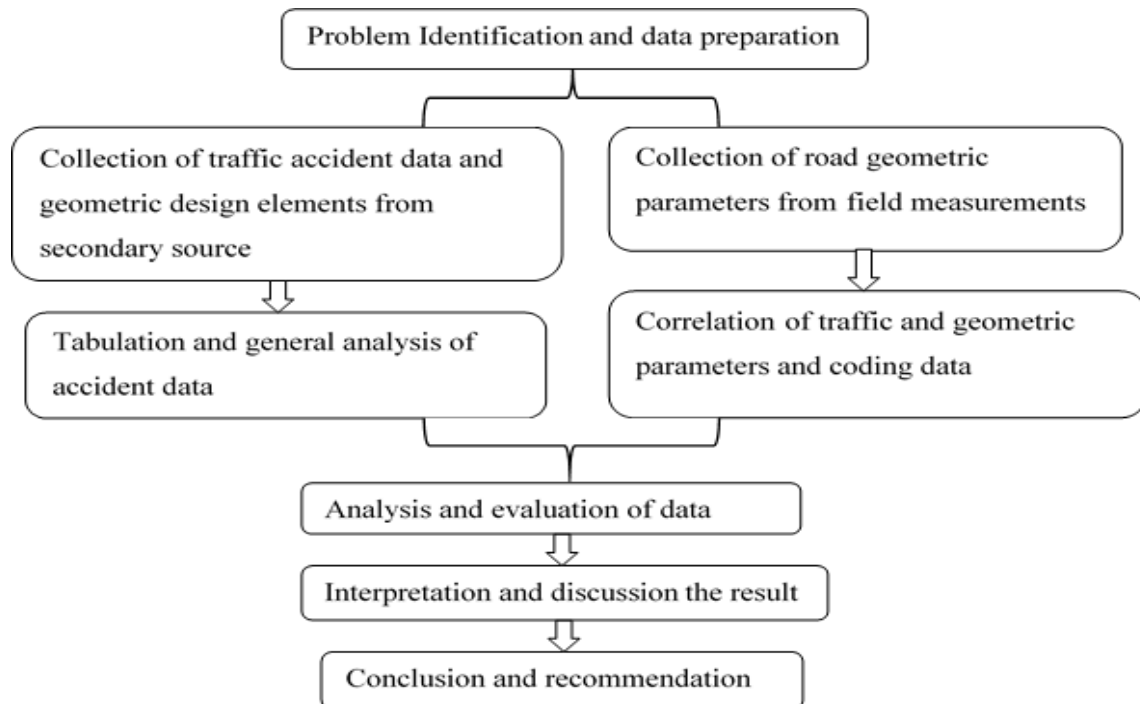 Problem Identification and data preparation
Collection of traffic accident data and
geometric design elements from
secondary source
Collection of road geometric
parameters from field measurements
Tabulation and general analysis of
accident data
Correlation of traffic and geometric
parameters and coding data
Analysis and evaluation of data
Interpretation and discussion the result
Conclusion and recommendation